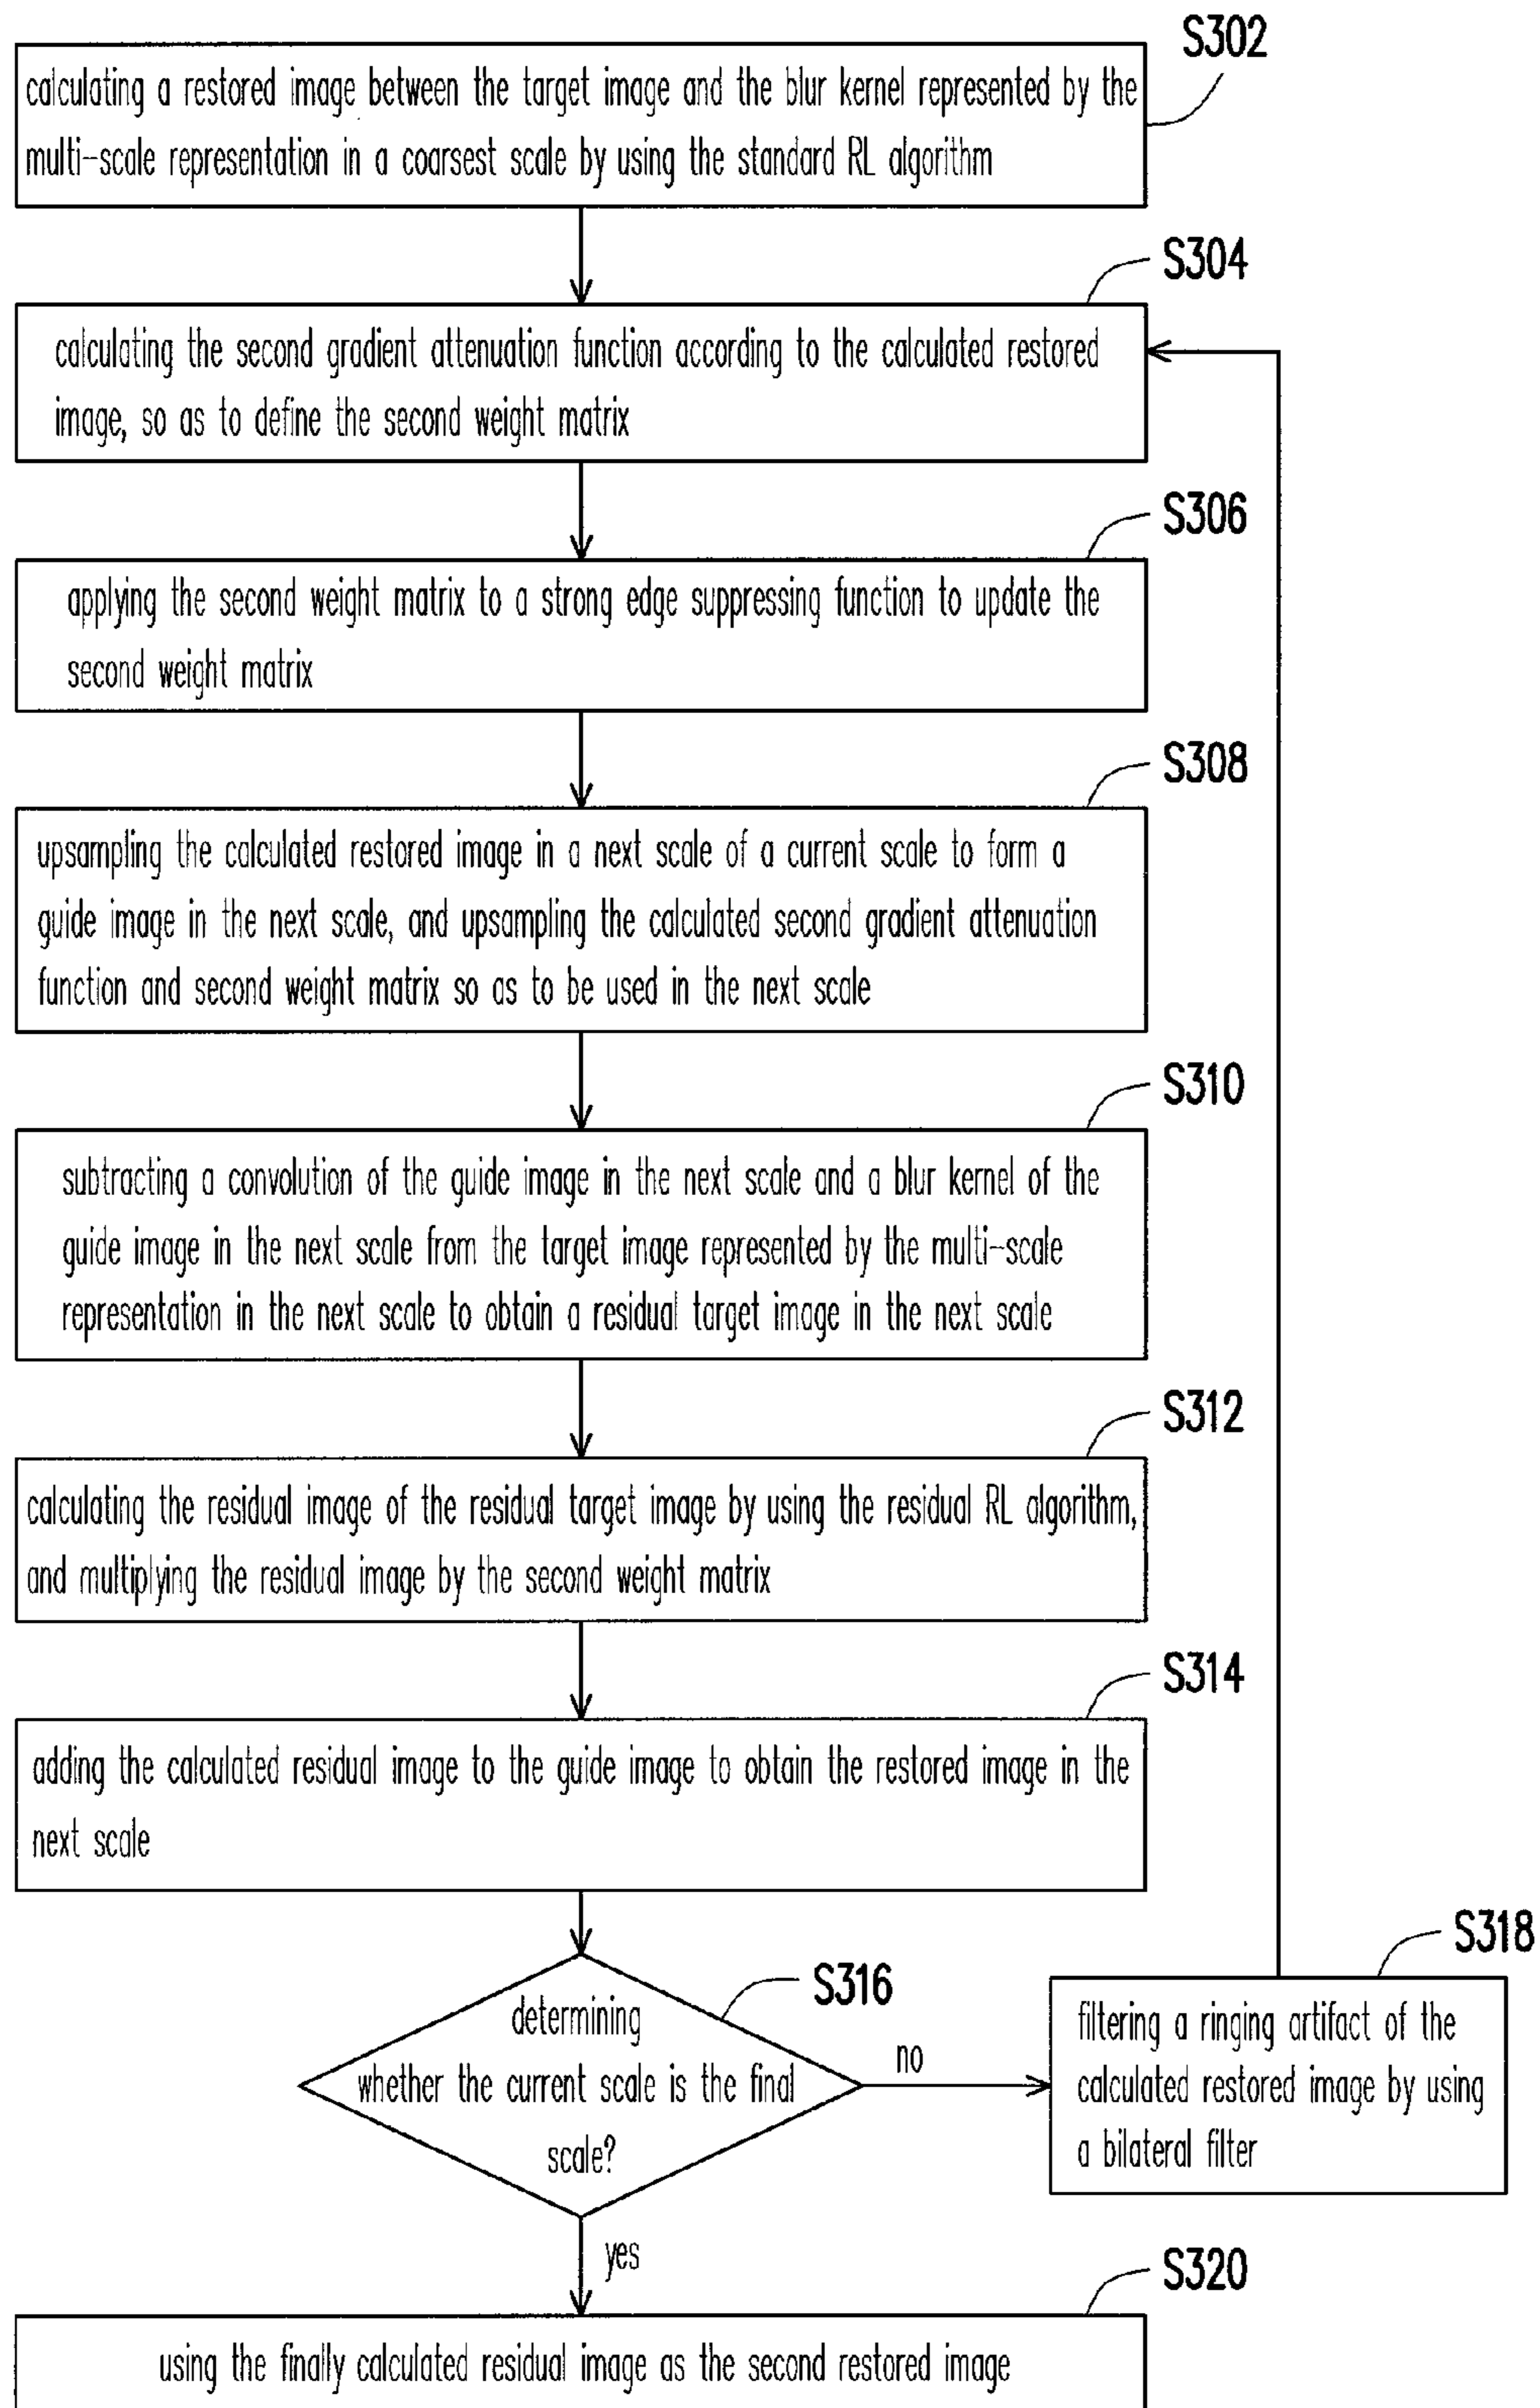 S302
calculating a restored image between the target image and the blur kernel represented by the
multi-scale representation in a coarsest scale by using the standard RL algorithm
S304
calculating the second gradient attenuation function according to the calculated restored
image, so as to define the second weight matrix
S306
applying the second weight matrix to a strong edge suppressing function to update the
second weight matrix
S308
upsampling the calculated restored image in a next scale of a current scale to form a
guide image in the next scale, and upsampling the calculated second gradient attenuation
function and second weight matrix so as to be used in the next scale
S310
subtracting a convolution of the guide image in the next scale and a blur kernel of the
guide image in the next scale from the target image represented by the multi-scale
representation in the next scale to obtain a residual target image in the next scale
S312
calculating the residual image of the residual target image by using the residual RL algorithm,
and multiplying the residual image by the second weight matrix
S314
adding the calculated residual image to the guide image to obtain the restored image in the
next scale
S316
determining
whether the current scale is the final
scale?
no
S318
filtering a ringing artifact of the
calculated restored image by using
a bilateral filter
yes
S320
using the finally calculated residual image as the second restored image